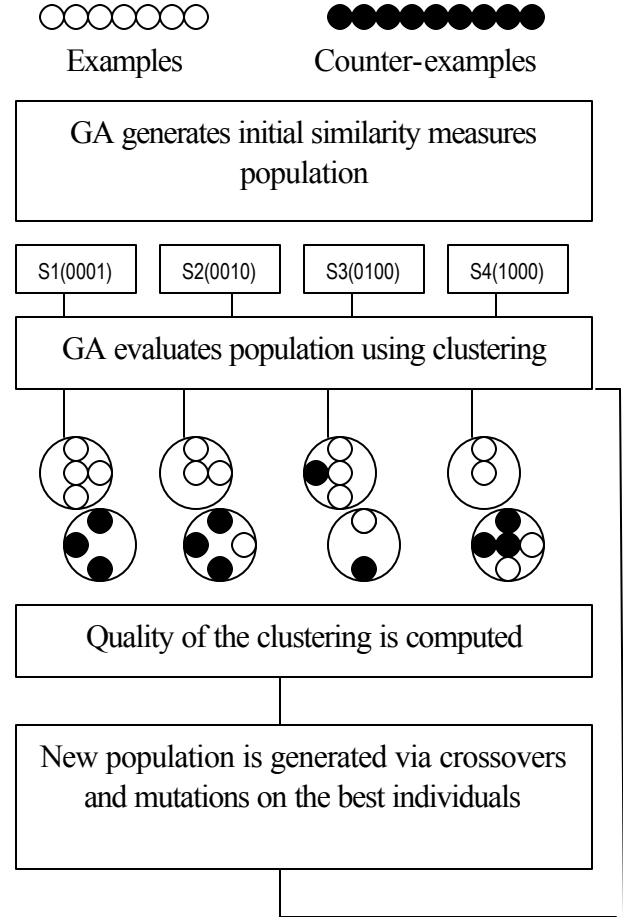 Examples
Counter-examples
GA generates initial similarity measures
population
S1(0001)
S2(0010)
S3(0100)
S4(1000)
GA evaluates population using clustering
Quality of the clustering is computed
New population is generated via crossovers
and mutations on the best individuals